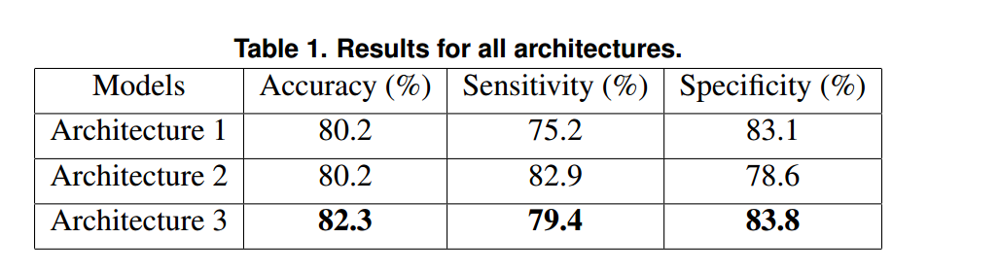 Table 1. Results for all architectures.
Models Accuracy (%) Sensitivity (%) Specificity (%)
Architecture 1 80.2 75.2 83.1
Architecture 2 80.2 82.9 78.6
Architecture 3 82.3 79.4 83.8